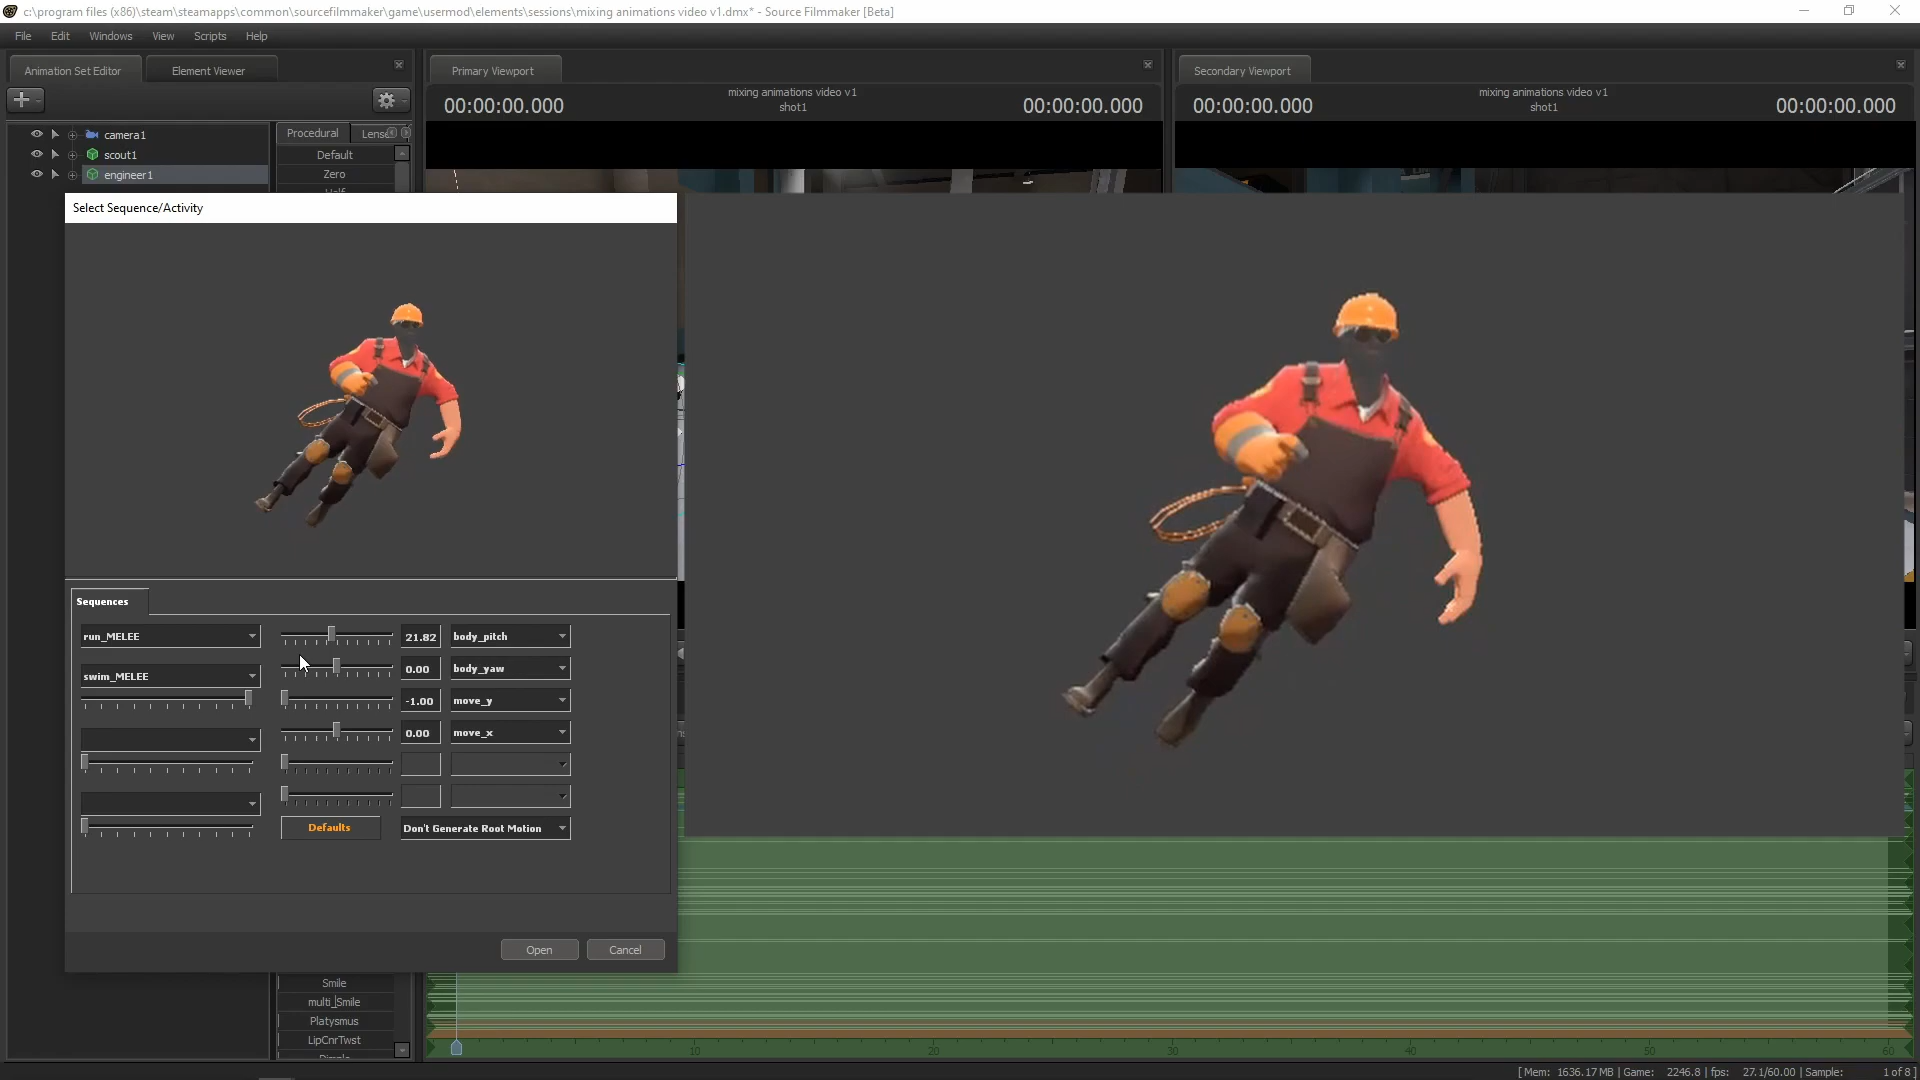 c:\program files (x86)\steam\steamapps\common\sourcefilmmaker\game\usermod\elements\sessions\mixing animations video v1.dmx* - Source Filmmaker [Beta]
File Edit Windows View Scripts Help
Animation Set Editor Element Viewer
Primary Viewport
Secondary Viewport
00:00:00.000
mixing animations video v1
shot1
00:00:00.000
00:00:00.000
mixing animations video v1
shot1
00:00:00.000
camera1
scout1
engineer1
Procedural
Default
Zero
Select Sequence/Activity
Sequences
run_MELEE
21.82 body_pitch
0.00 body_yaw
swim_MELEE
-1.00 move_y
0.00 move_x
Defaults
Don't Generate Root Motion
Open Cancel
Smile
multi_Smile
Platysmus
LipCnrTwst
10 20 30 40 50 60
[ Mem: 1636.17 MB | Game: 2246.8 | fps: 27.1/60.00 | Sample: 1 of 8 ]